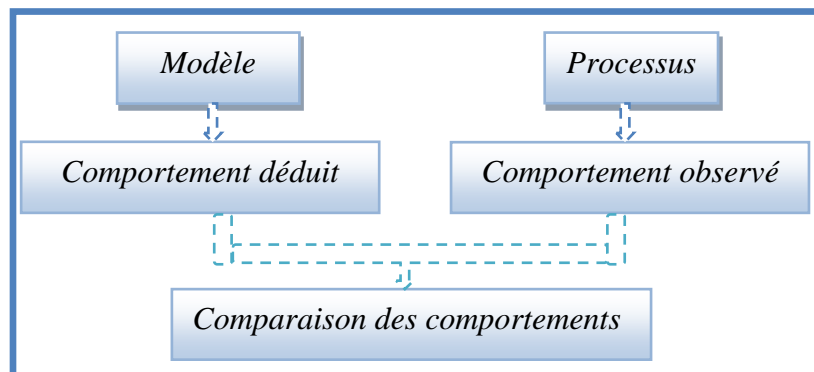 Modèle
Processus
Comportement déduit
Comportement observé
Comparaison des comportements